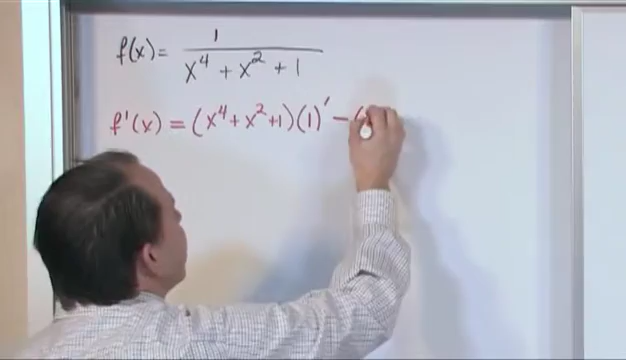 f(x) = 1 / (x⁴ + x² + 1)
f'(x) = (x⁴ + x² + 1)(1)' − (